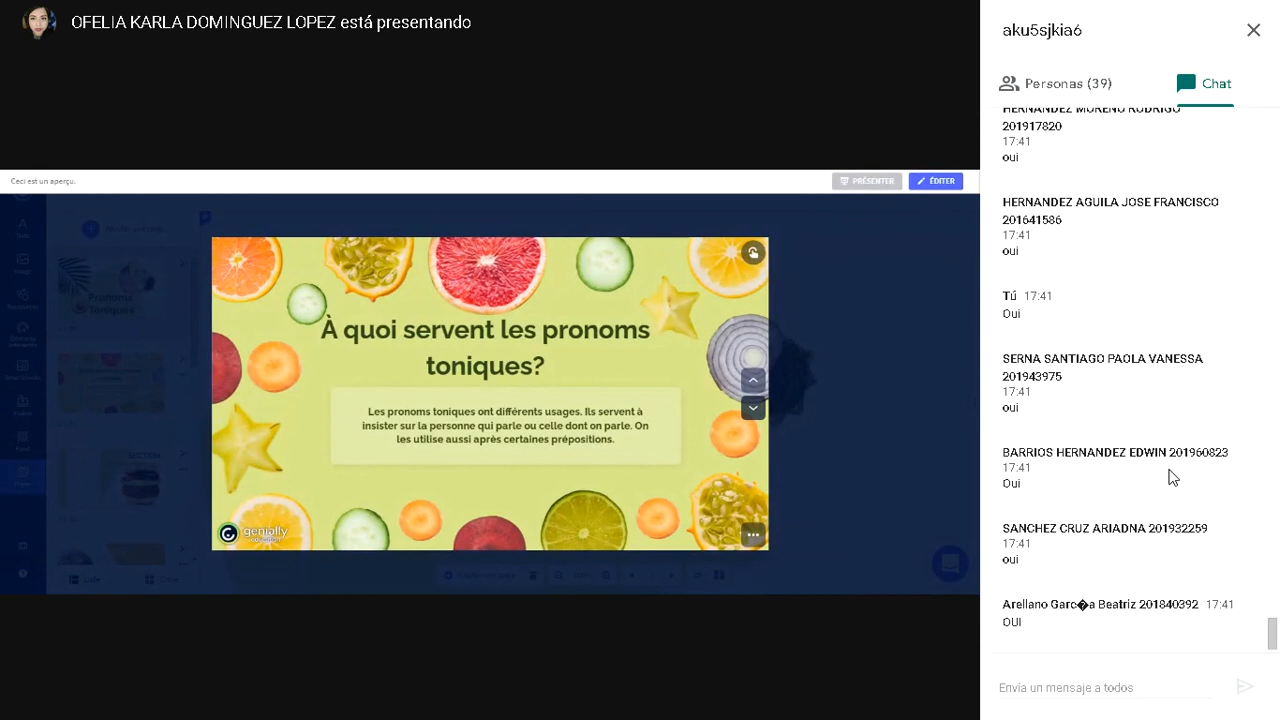 OFELIA KARLA DOMINGUEZ LOPEZ está presentando
Ceci est un aperçu.
PRÉSENTER
ÉDITER
Pronoms
Toniques
SECTION
À quoi servent les pronoms
toniques?
Les pronoms toniques ont différents usages. Ils servent à
insister sur la personne qui parle ou celle dont on parle. On
les utilise aussi après certaines prépositions.
genially
aku5sjkia6
Personas (39)
Chat
HERNANDEZ MORENO RODRIGO
201917820
17:41
oui
HERNANDEZ AGUILA JOSE FRANCISCO
201641586
17:41
oui
Tú 17:41
Oui
SERNA SANTIAGO PAOLA VANESSA
201943975
17:41
oui
BARRIOS HERNANDEZ EDWIN 201960823
17:41
Oui
SANCHEZ CRUZ ARIADNA 201932259
17:41
oui
Arellano Garc�a Beatriz 201840392 17:41
OUI
Envía un mensaje a todos